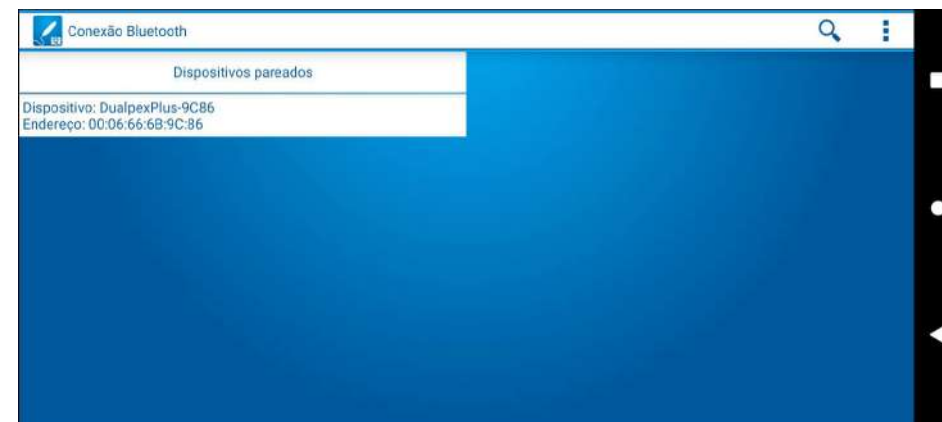 Conexão Bluetooth
Dispositivos pareados
Dispositivo: DualpexPlus-9C86
Endereço: 00:06:66:6B:9C:86